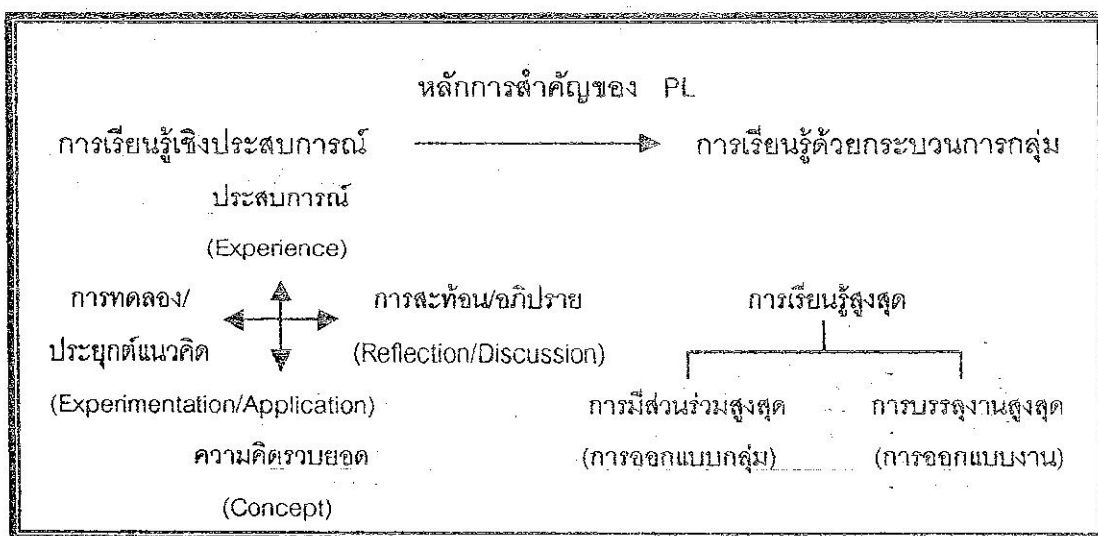 หลักการสำคัญของ PL
การเรียนรู้เชิงประสบการณ์ การเรียนรู้ด้วยกระบวนการกลุ่ม
ประสบการณ์
(Experience)
การทดลอง/ การสะท้อน/อภิปราย การเรียนรู้สูงสุด
ประยุกต์แนวคิด (Reflection/Discussion)
(Experimentation/Application) การมีส่วนร่วมสูงสุด การบรรลุงานสูงสุด
ความคิดรวบยอด (การออกแบบกลุ่ม) (การออกแบบงาน)
(Concept)